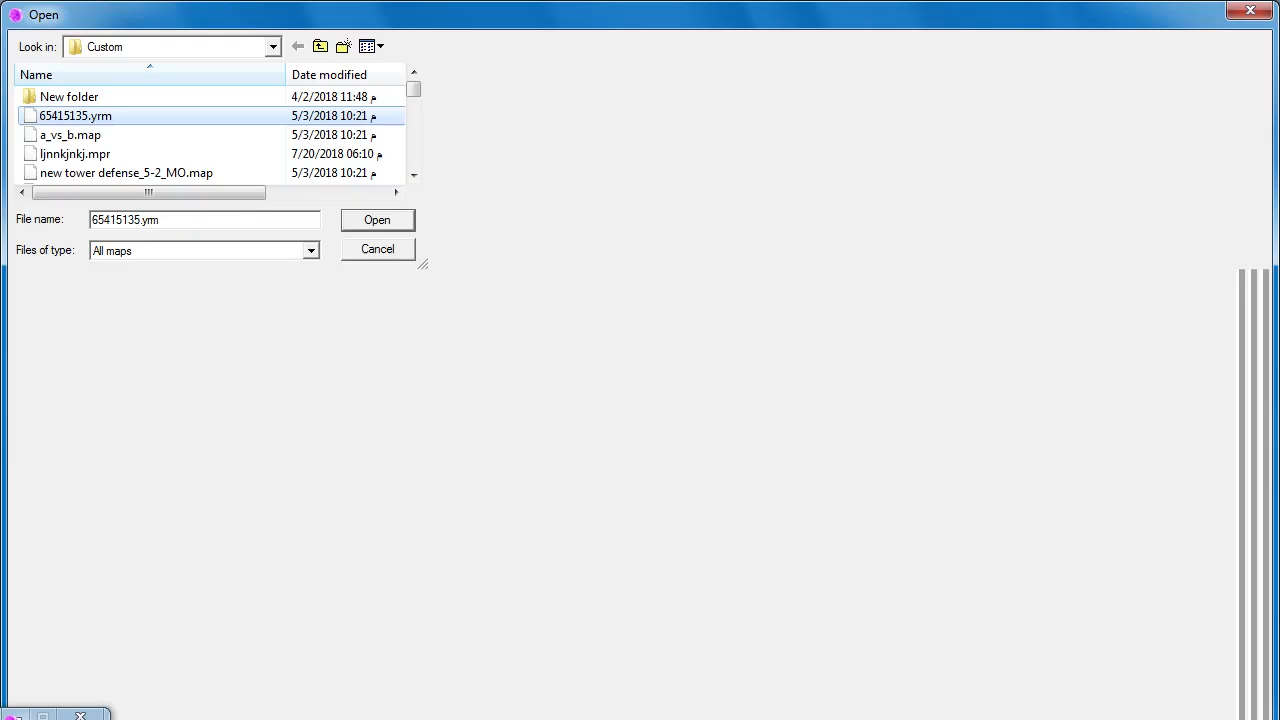 Open
Look in: Custom
Name Date modified
New folder 4/2/2018 11:48 م
65415135.yrm 5/3/2018 10:21 م
a_vs_b.map 5/3/2018 10:21 م
ljnnkjnkj.mpr 7/20/2018 06:10 م
new tower defense_5-2_MO.map 5/3/2018 10:21 م
File name: 65415135.yrm Open
Files of type: All maps Cancel